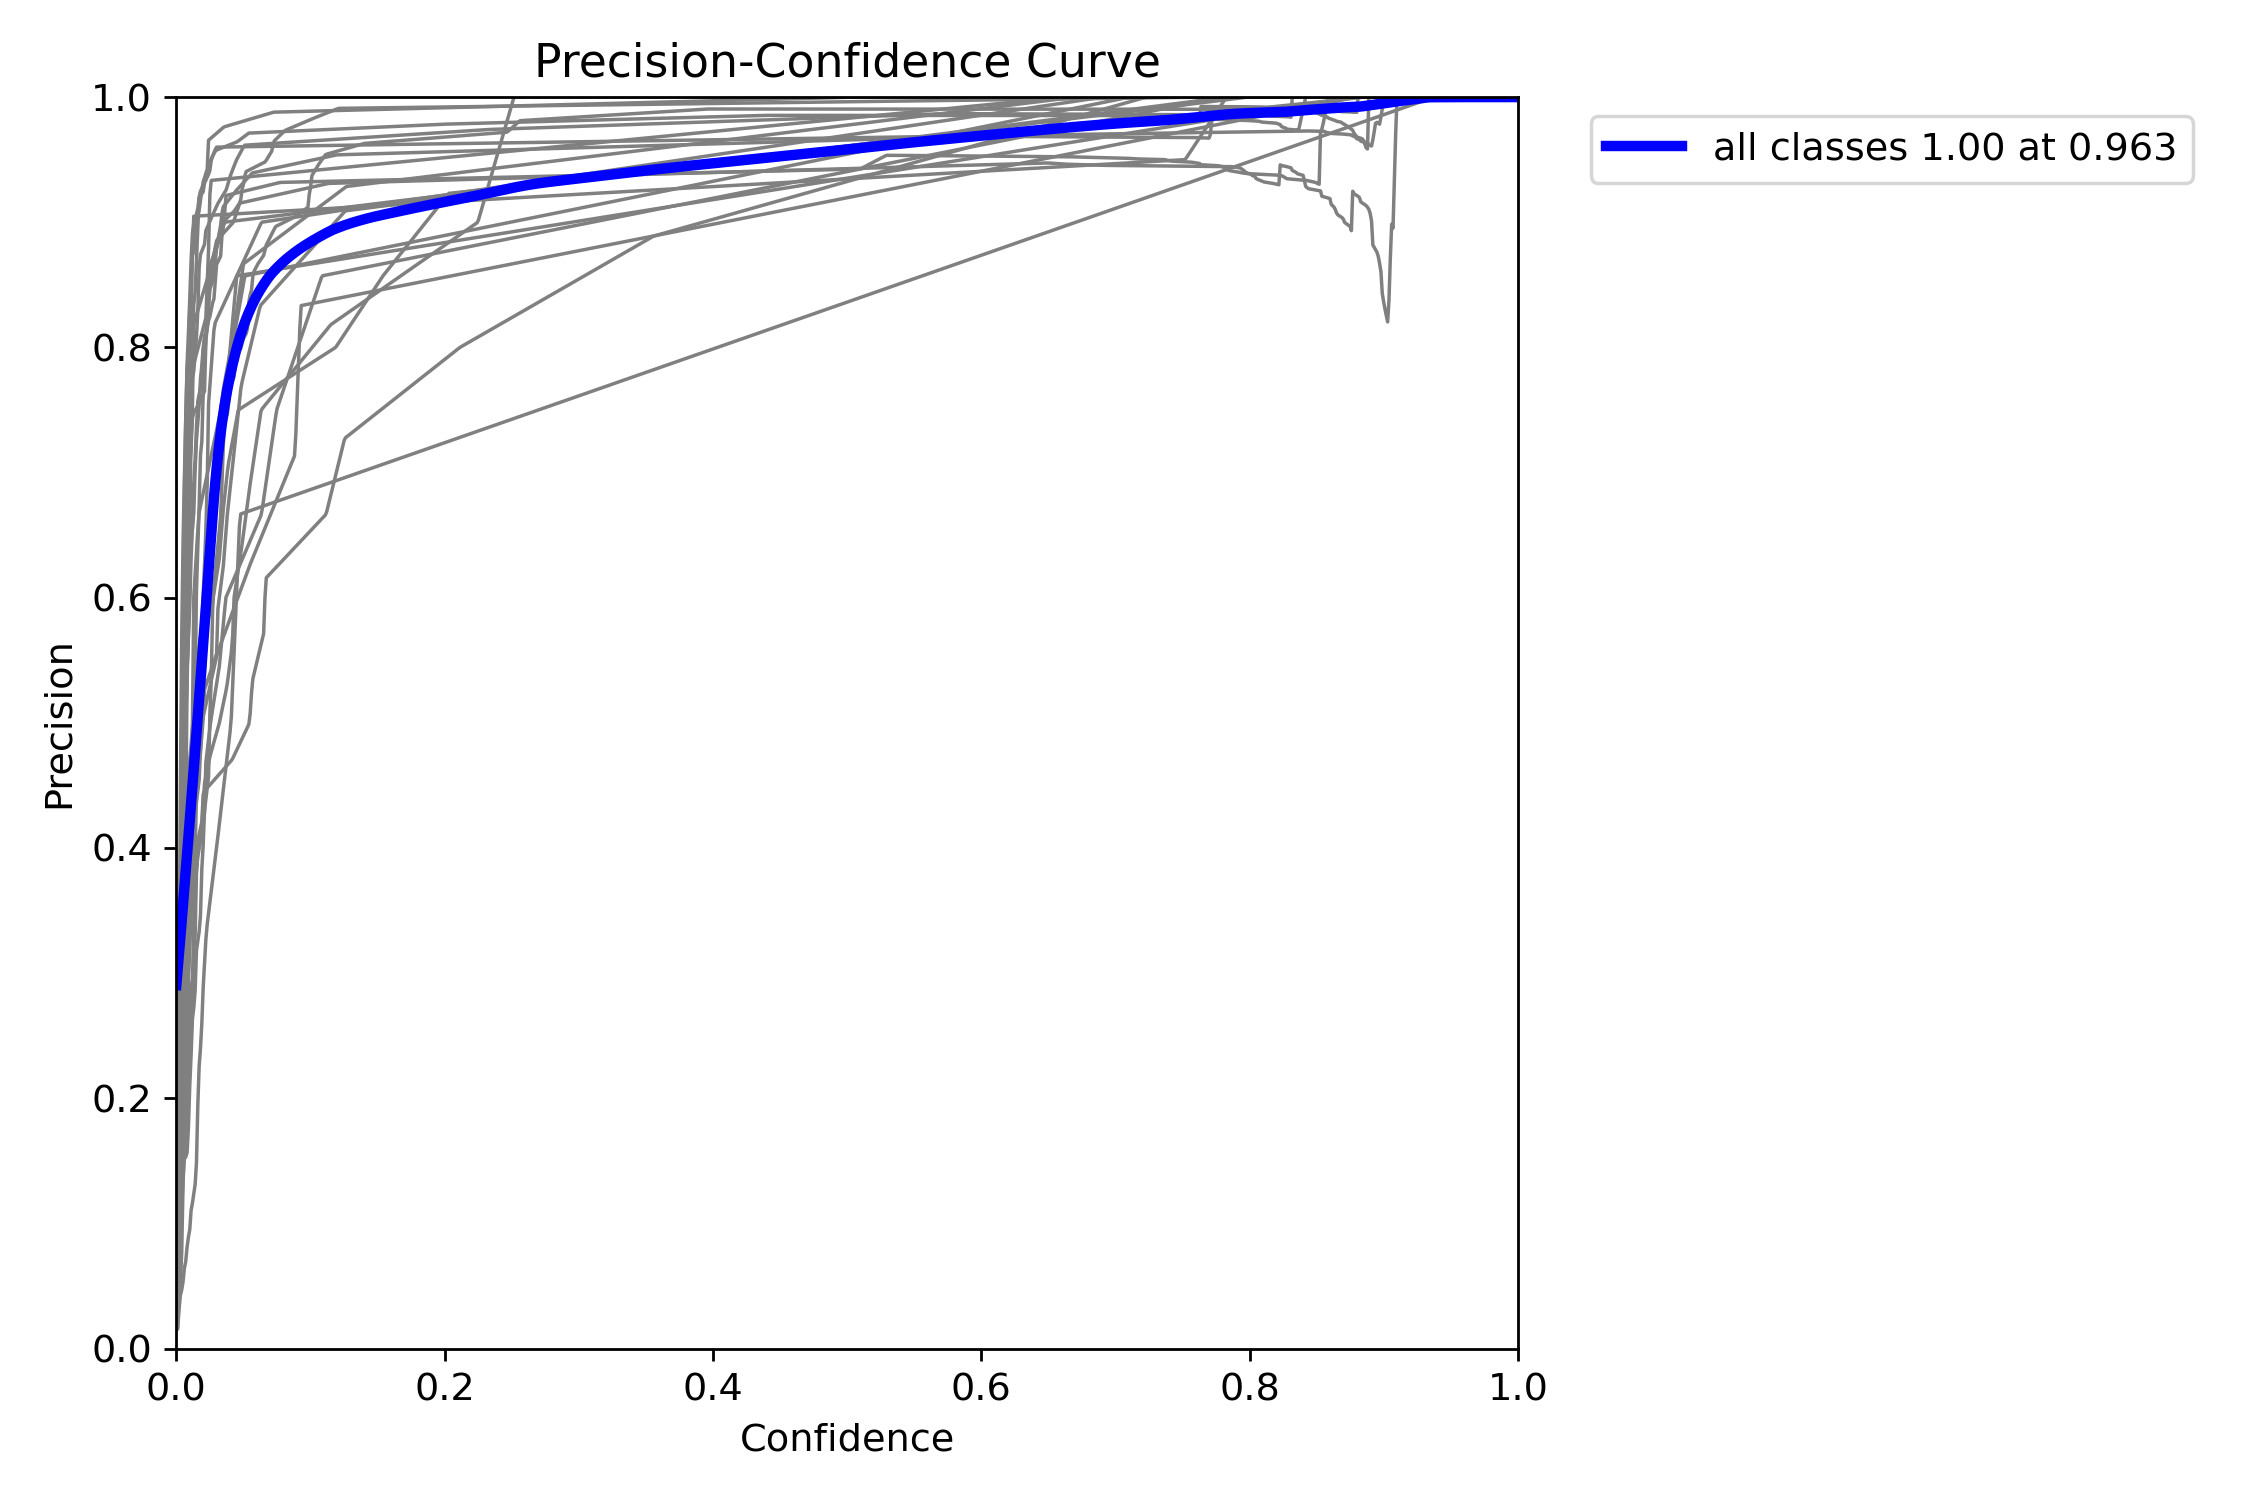 Precision-Confidence Curve
1.0
0.8
0.6
0.4
0.2
0.0
Precision
0.0 0.2 0.4 0.6 0.8 1.0
Confidence
all classes 1.00 at 0.963